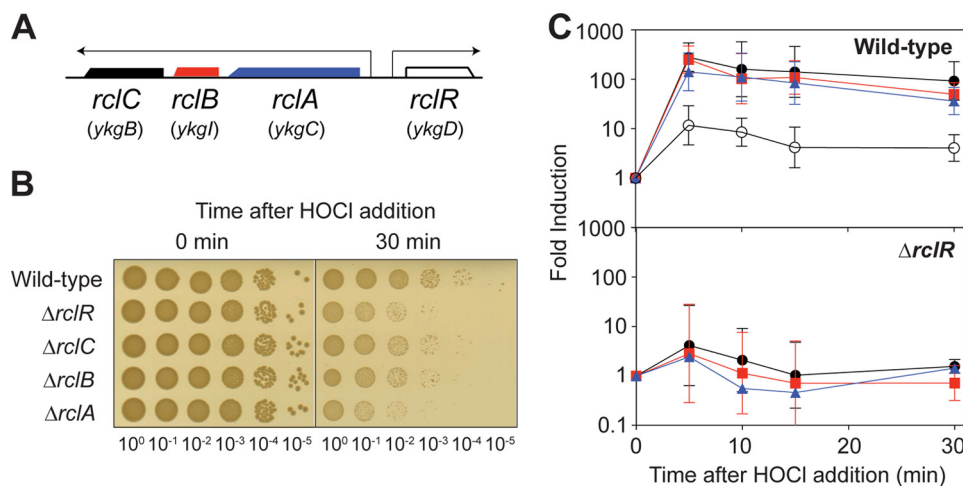 A
rclC rclB rclA rclR
(ykgB) (ykgI) (ykgC) (ykgD)
B
Time after HOCl addition
0 min 30 min
Wild-type
ΔrclR
ΔrclC
ΔrclB
ΔrclA
10⁰ 10⁻¹ 10⁻² 10⁻³ 10⁻⁴ 10⁻⁵ 10⁰ 10⁻¹ 10⁻² 10⁻³ 10⁻⁴ 10⁻⁵
C
Fold Induction
1000
100
10
1
Wild-type
1000
100
10
1
0.1
ΔrclR
0 10 20 30
Time after HOCl addition (min)